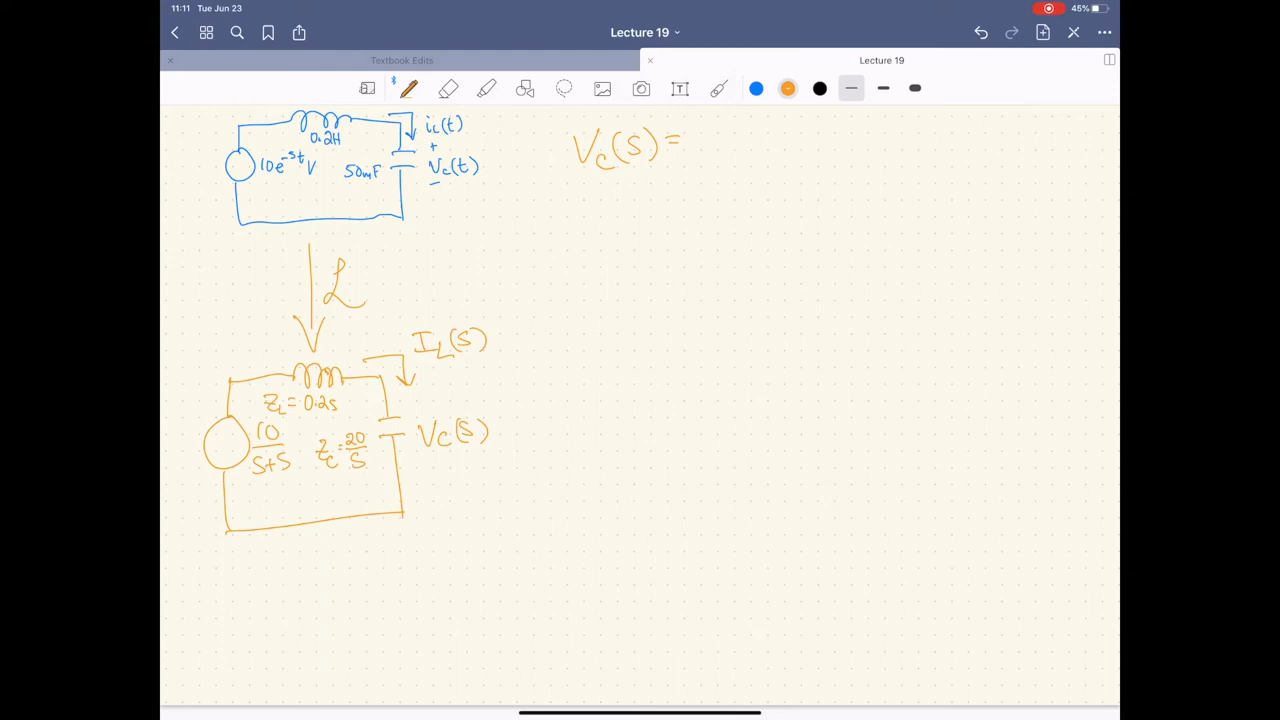 11:11 Tue Jun 23
45%
Lecture 19
Textbook Edits
Lecture 19
0.2H
iL(t)
10e^-5t V
50mF
+
Vc(t)
-
Vc(s) =
ℒ
IL(s)
ZL = 0.2s
10/(s+5)
Zc = 20/s
Vc(s)